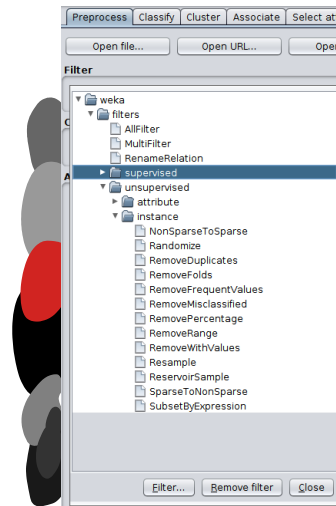 Preprocess Classify Cluster Associate Select at
Open file... Open URL... Oper
Filter
weka
filters
AllFilter
MultiFilter
RenameRelation
A supervised
unsupervised
attribute
instance
NonSparseToSparse
Randomize
RemoveDuplicates
RemoveFolds
RemoveFrequentValues
RemoveMisclassified
RemovePercentage
RemoveRange
RemoveWithValues
Resample
ReservoirSample
SparseToNonSparse
SubsetByExpression
Filter... Remove filter Close